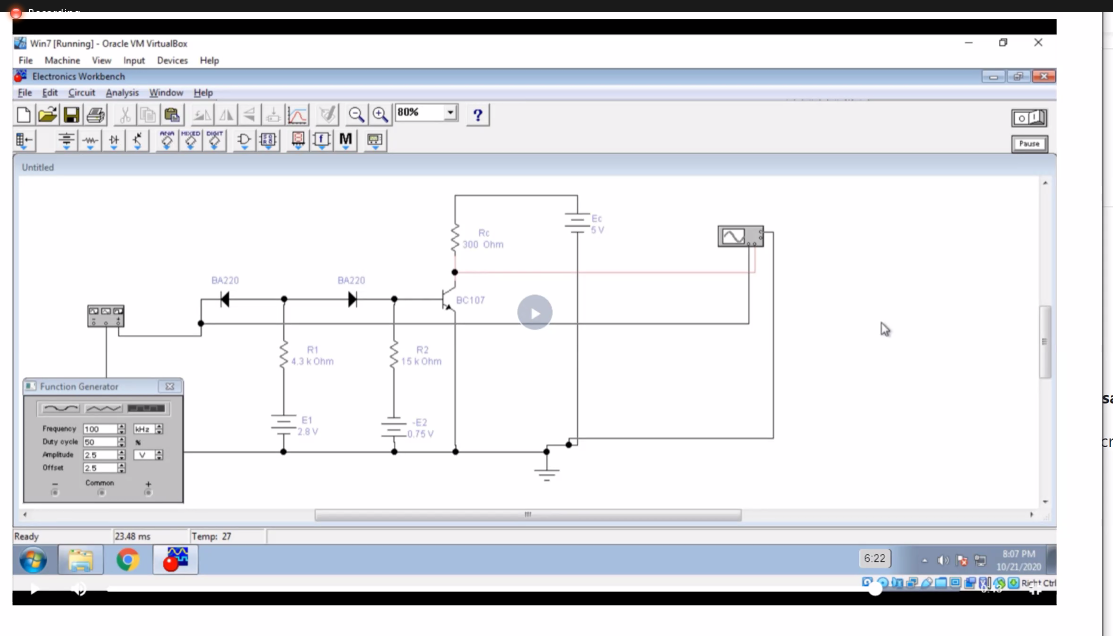 Recording
Win7 [Running] - Oracle VM VirtualBox
File Machine View Input Devices Help
Electronics Workbench
File Edit Circuit Analysis Window Help
80%
?
ANA MIXED DIGIT
M
Pause
Untitled
Rc
300 Ohm
Ec
5 V
BA220
BA220
BC107
R1
4.3 k Ohm
R2
15 k Ohm
E1
2.8 V
-E2
0.75 V
Function Generator
Frequency 100 kHz
Duty cycle 50 %
Amplitude 2.5 V
Offset 2.5
- Common +
Ready 23.48 ms Temp: 27
6:22
8:07 PM
10/21/2020
Right Ctrl